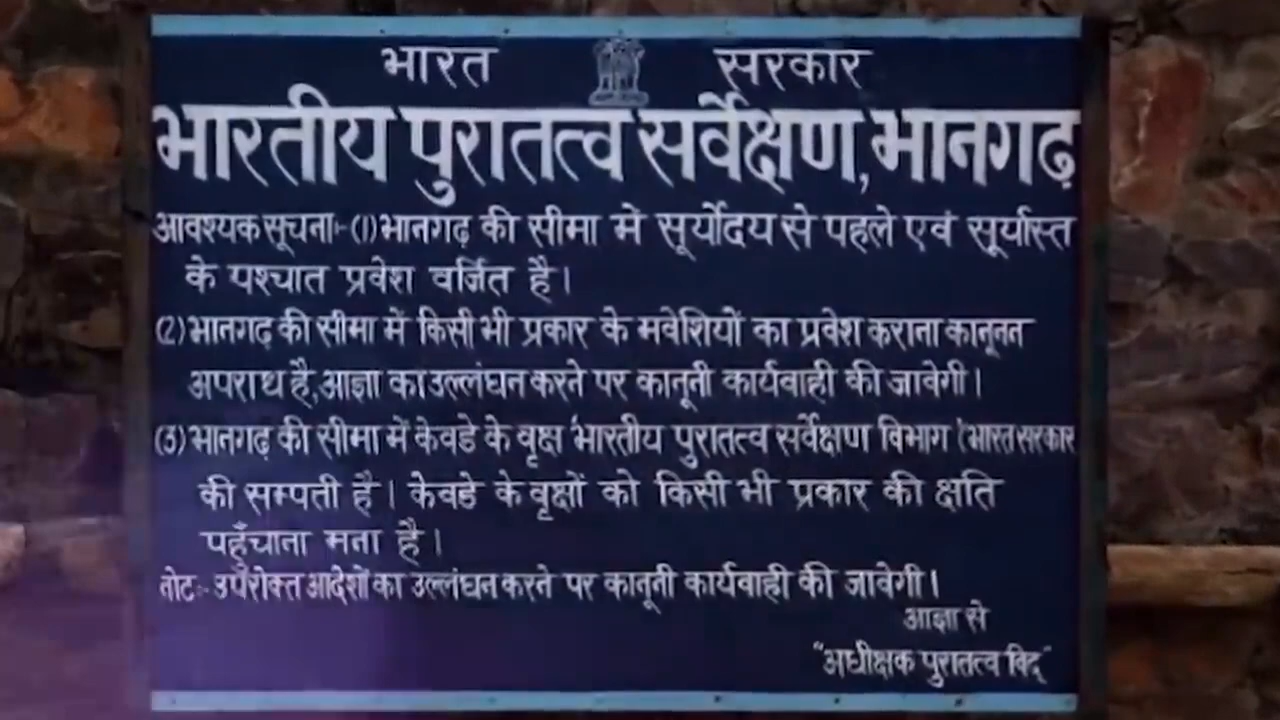 भारत सरकार
भारतीय पुरातत्व सर्वेक्षण, भानगढ़
आवश्यक सूचनाः- (1) भानगढ़ की सीमा में सूर्योदय से पहले एवं सूर्यास्त
के पश्चात प्रवेश वर्जित है।
(2) भानगढ़ की सीमा में किसी भी प्रकार के मवेशियों का प्रवेश कराना कानूनन
अपराध है, आज्ञा का उल्लंघन करने पर कानूनी कार्यवाही की जावेगी।
(3) भानगढ़ की सीमा में केवडे के वृक्ष 'भारतीय पुरातत्व सर्वेक्षण विभाग '(भारत सरकार
की सम्पती है। केवडे के वृक्षों को किसी भी प्रकार की क्षति
पहुँचाना मना है।
नोटः- उपरोक्त आदेशों का उल्लंघन करने पर कानूनी कार्यवाही की जावेगी।
आज्ञा से
"अधीक्षक पुरातत्व विद्"